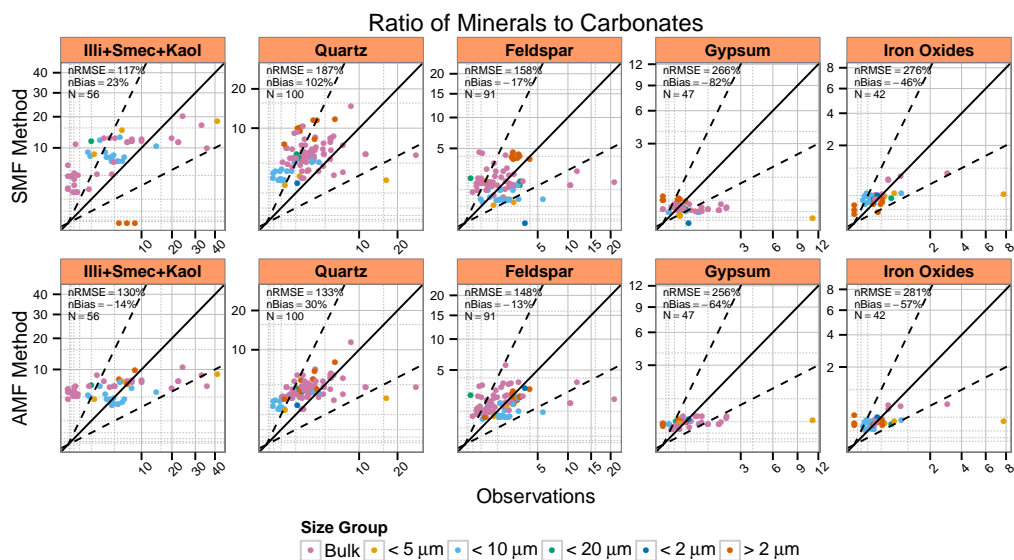 Ratio of Minerals to Carbonates
Illi+Smec+Kaol Quartz Feldspar Gypsum Iron Oxides
SMF Method
nRMSE = 117%
nBias = 23%
N = 56
40
30
20
10
10 20 30 40
nRMSE = 187%
nBias = 102%
N = 100
20
10
10 20
nRMSE = 158%
nBias = −17%
N = 91
20
15
10
5
5 10 15 20
nRMSE = 266%
nBias = −82%
N = 47
12
9
6
3
3 6 9 12
nRMSE = 276%
nBias = −46%
N = 42
8
4
2
2 4 6 8
Illi+Smec+Kaol Quartz Feldspar Gypsum Iron Oxides
AMF Method
nRMSE = 130%
nBias = −14%
N = 56
40
30
20
10
10 20 30 40
nRMSE = 133%
nBias = 30%
N = 100
20
10
10 20
nRMSE = 148%
nBias = −13%
N = 91
20
15
10
5
5 10 15 20
nRMSE = 256%
nBias = −64%
N = 47
12
9
6
3
3 6 9 12
nRMSE = 281%
nBias = −57%
N = 42
8
4
2
2 4 6 8
Observations
Size Group
Bulk < 5 μm < 10 μm < 20 μm < 2 μm > 2 μm